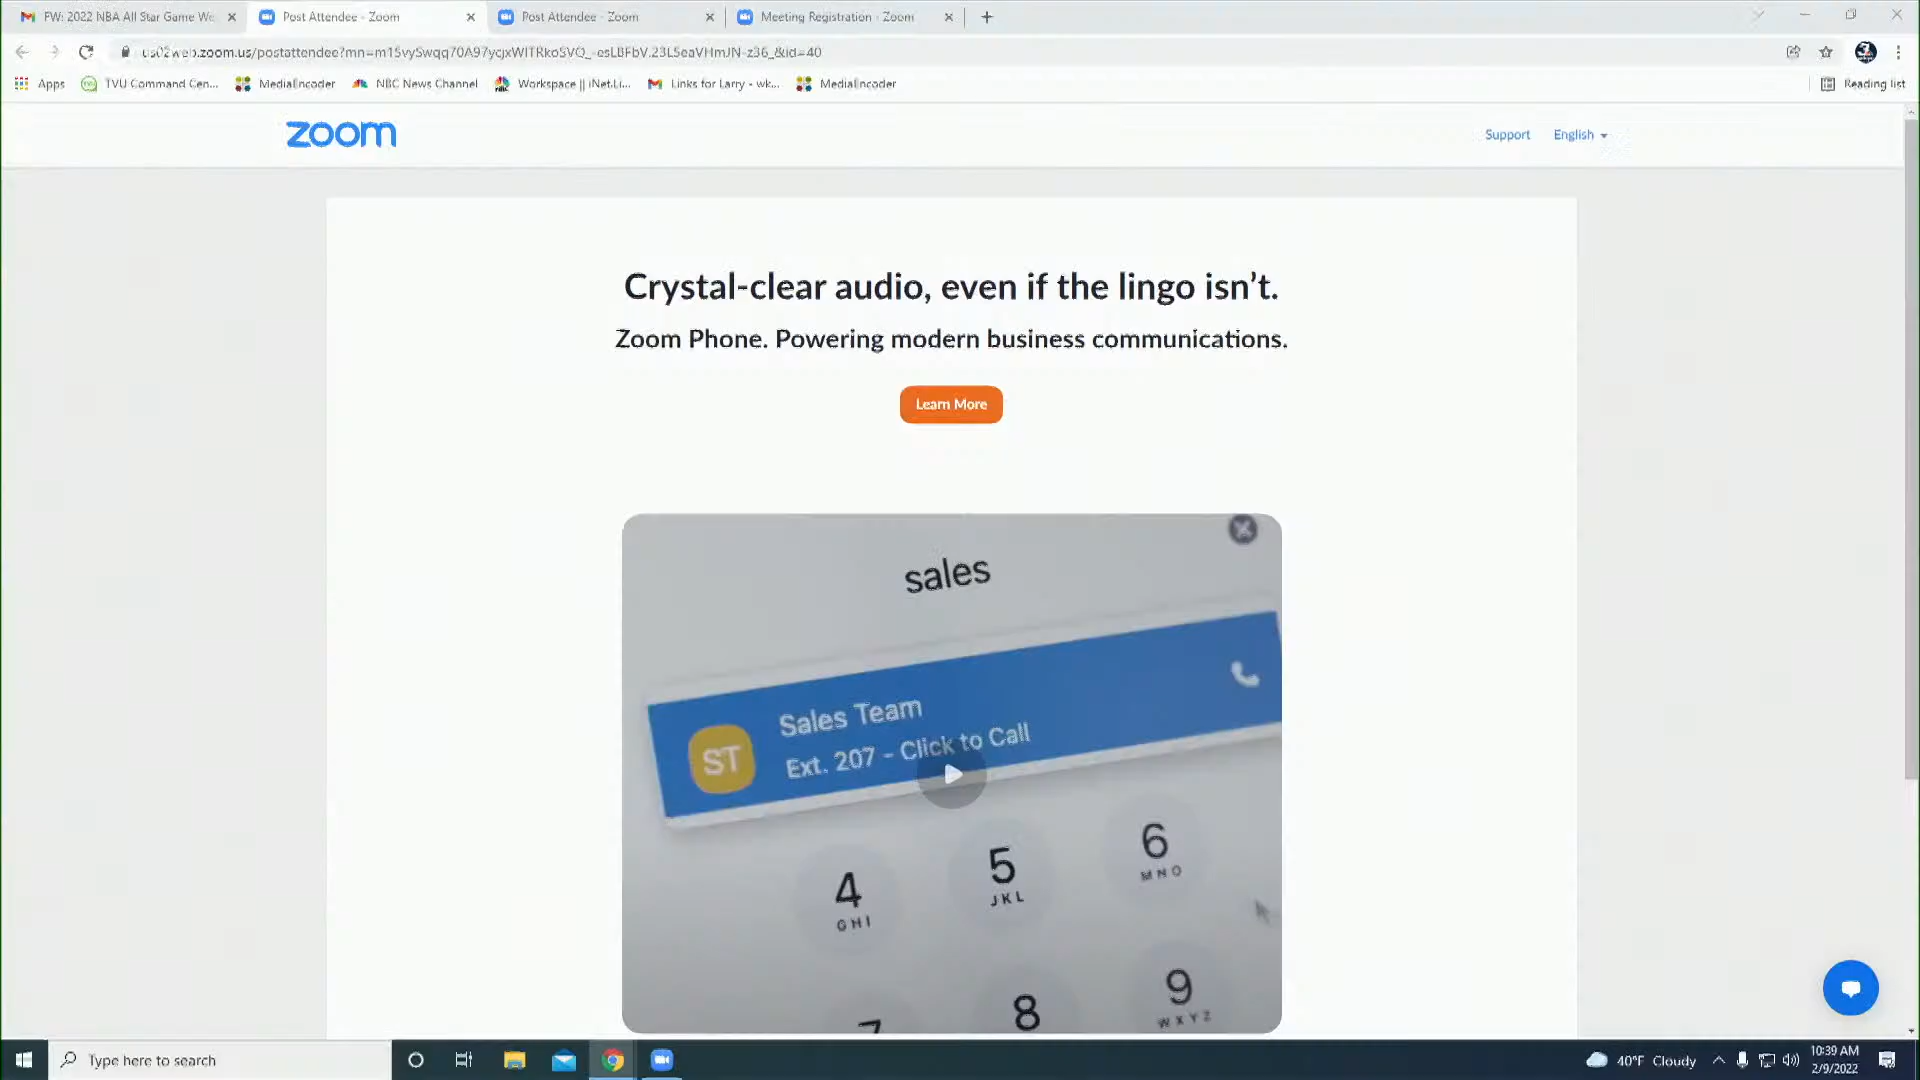 FW: 2022 NBA All Star Game We
Post Attendee - Zoom
Post Attendee - Zoom
Meeting Registration - Zoom
Apps
TVU Command Cen...
MediaEncoder
NBC News Channel
Workspace || iNet.Li...
Links for Larry - wk...
MediaEncoder
Reading list
zoom
Support
English
Crystal-clear audio, even if the lingo isn't.
Zoom Phone. Powering modern business communications.
Learn More
sales
ST
Sales Team
Ext. 207 - Click to Call
4
GHI
5
JKL
6
MNO
7
8
9
WXYZ
Type here to search
40°F Cloudy
10:39 AM
2/9/2022